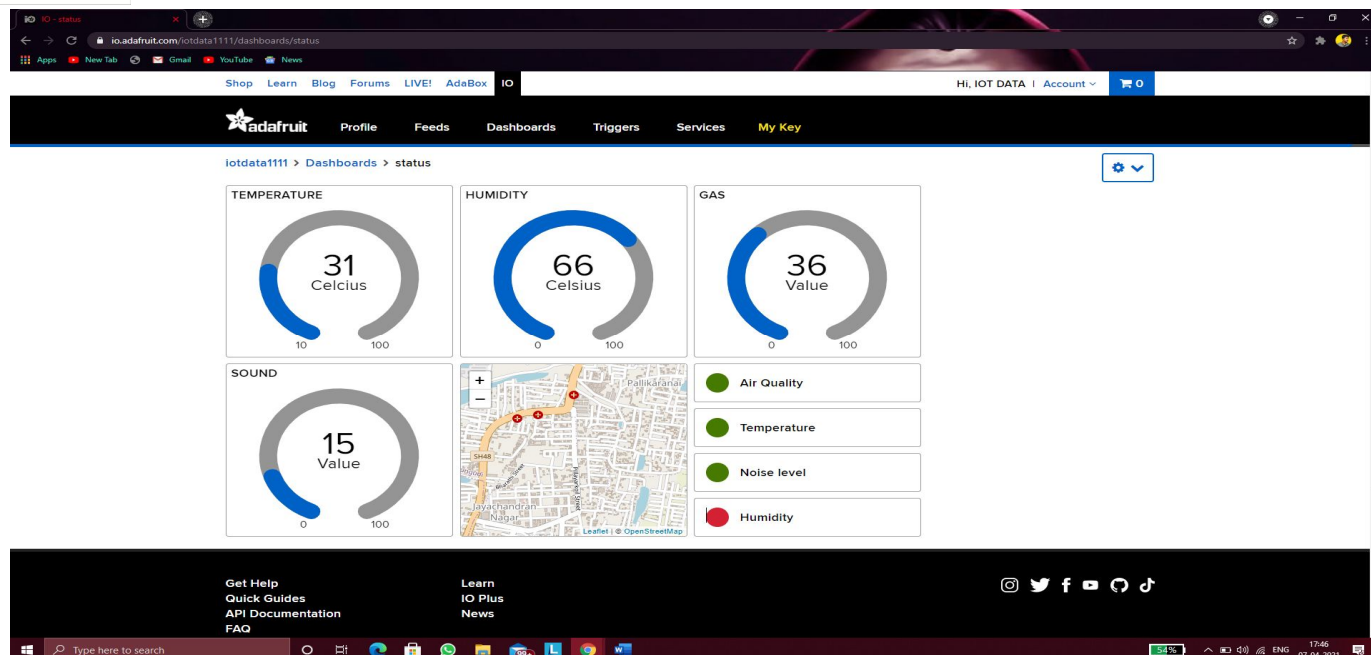 IO - status
io.adafruit.com/iotdata1111/dashboards/status
Apps New Tab Gmail YouTube News
Shop Learn Blog Forums LIVE! AdaBox IO Hi, IOT DATA | Account 0
adafruit Profile Feeds Dashboards Triggers Services My Key
iotdata1111 > Dashboards > status
TEMPERATURE
31
Celcius
10 100
HUMIDITY
66
Celsius
0 100
GAS
36
Value
0 100
SOUND
15
Value
0 100
+
−
Pallikaranai
SH48
Jayachandran
Nagar
Leaflet | © OpenStreetMap
Air Quality
Temperature
Noise level
Humidity
Get Help
Quick Guides
API Documentation
FAQ
Learn
IO Plus
News
Type here to search
99+
54%
ENG
17:46
07-04-2021